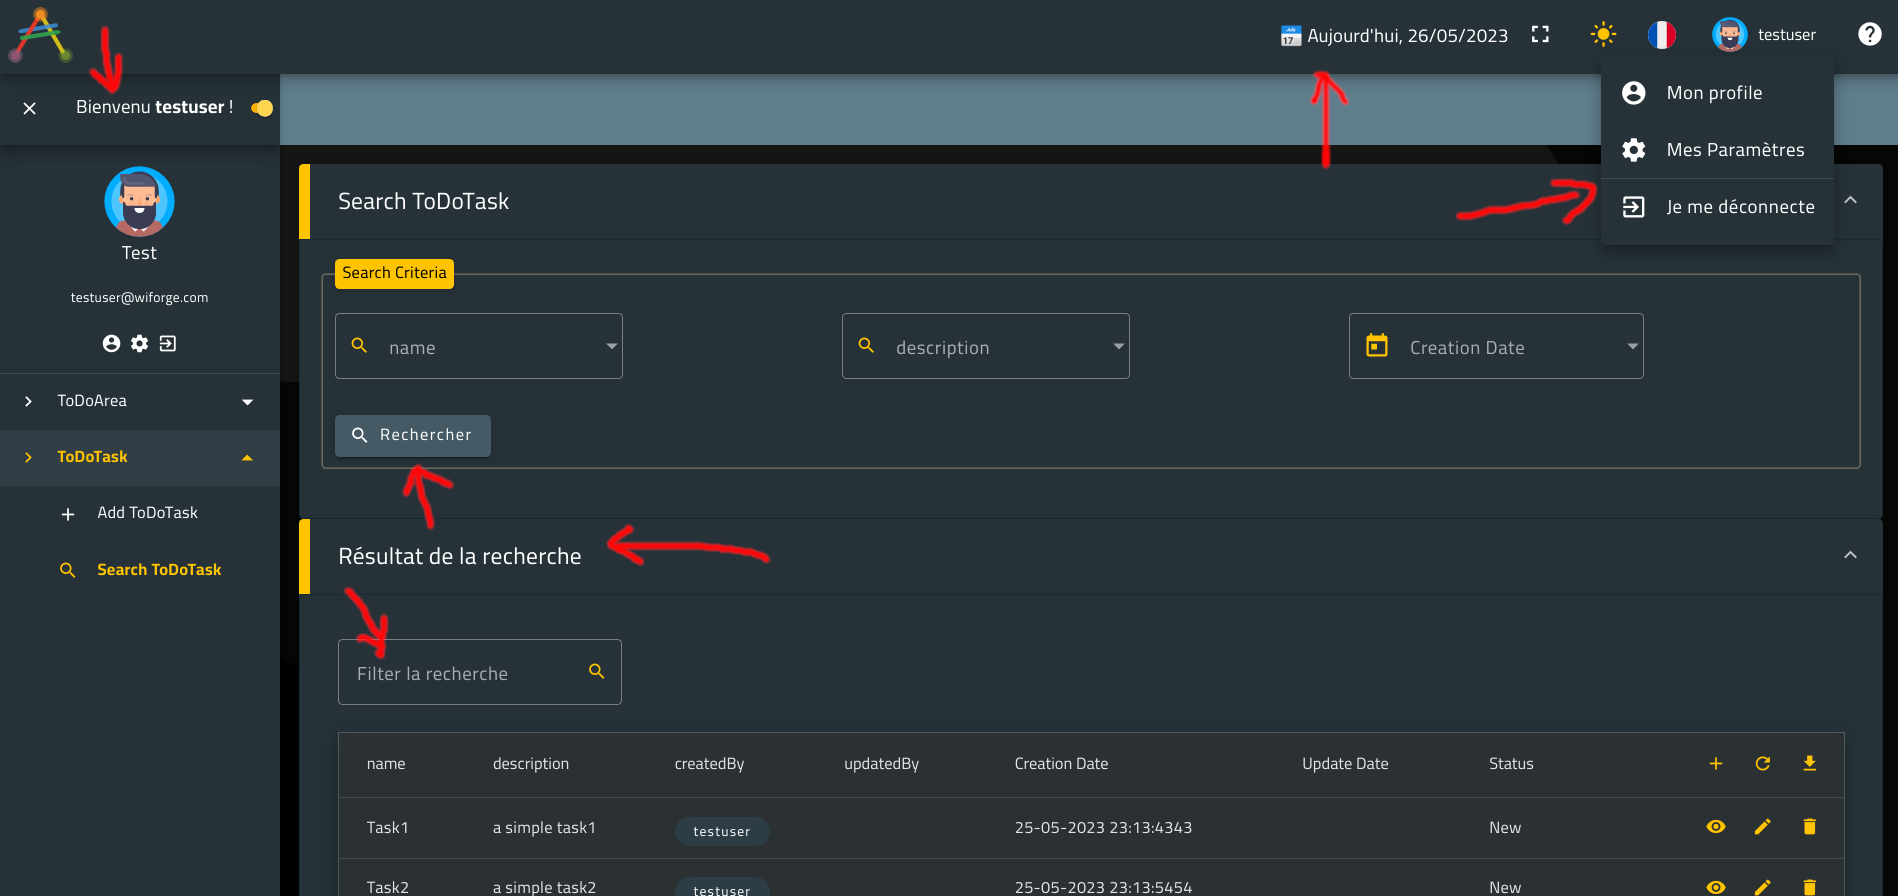 Aujourd'hui, 26/05/2023
testuser
Bienvenu testuser !
Mon profile
Mes Paramètres
Je me déconnecte
Test
testuser@wiforge.com
ToDoArea
ToDoTask
Add ToDoTask
Search ToDoTask
Search ToDoTask
Search Criteria
name
description
Creation Date
Rechercher
Résultat de la recherche
Filter la recherche
name description createdBy updatedBy Creation Date Update Date Status
Task1 a simple task1 testuser 25-05-2023 23:13:4343 New
Task2 a simple task2 testuser 25-05-2023 23:13:5454 New